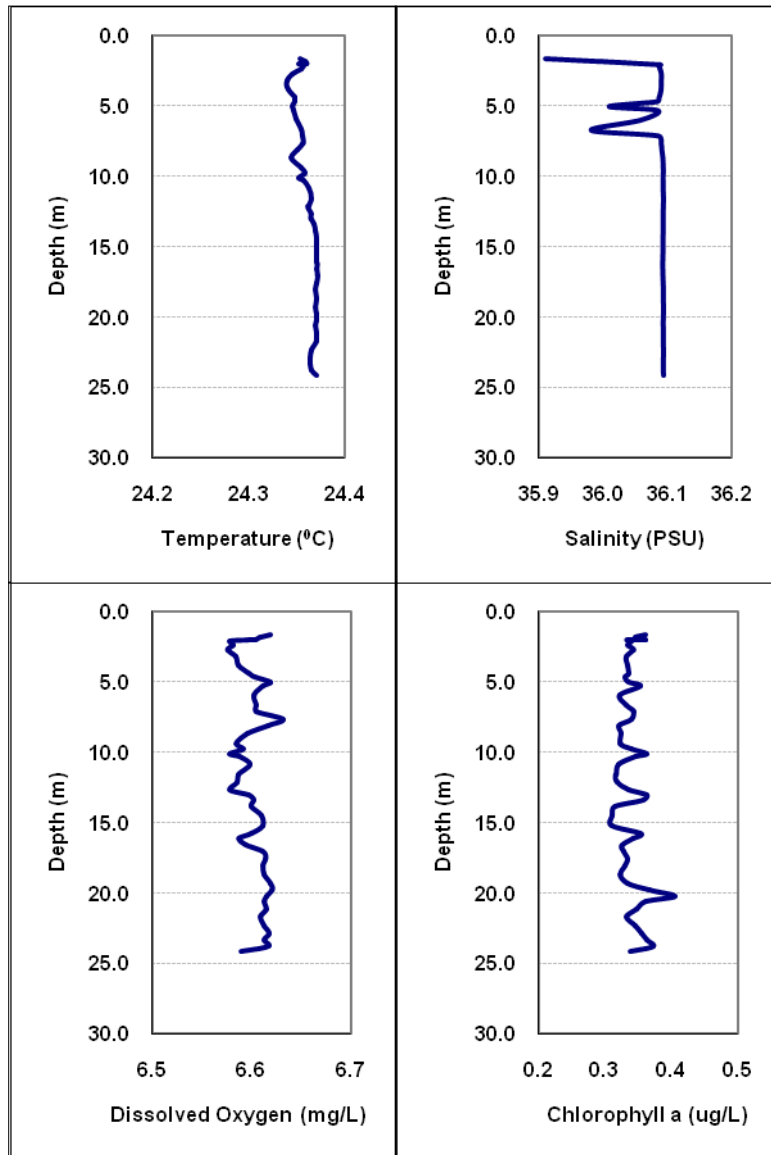 0.0
5.0
10.0
15.0
20.0
25.0
30.0
Depth (m)
24.2 24.3 24.4
Temperature (⁰C)
0.0
5.0
10.0
15.0
20.0
25.0
30.0
Depth (m)
35.9 36.0 36.1 36.2
Salinity (PSU)
0.0
5.0
10.0
15.0
20.0
25.0
30.0
Depth (m)
6.5 6.6 6.7
Dissolved Oxygen (mg/L)
0.0
5.0
10.0
15.0
20.0
25.0
30.0
Depth (m)
0.2 0.3 0.4 0.5
Chlorophyll a (ug/L)